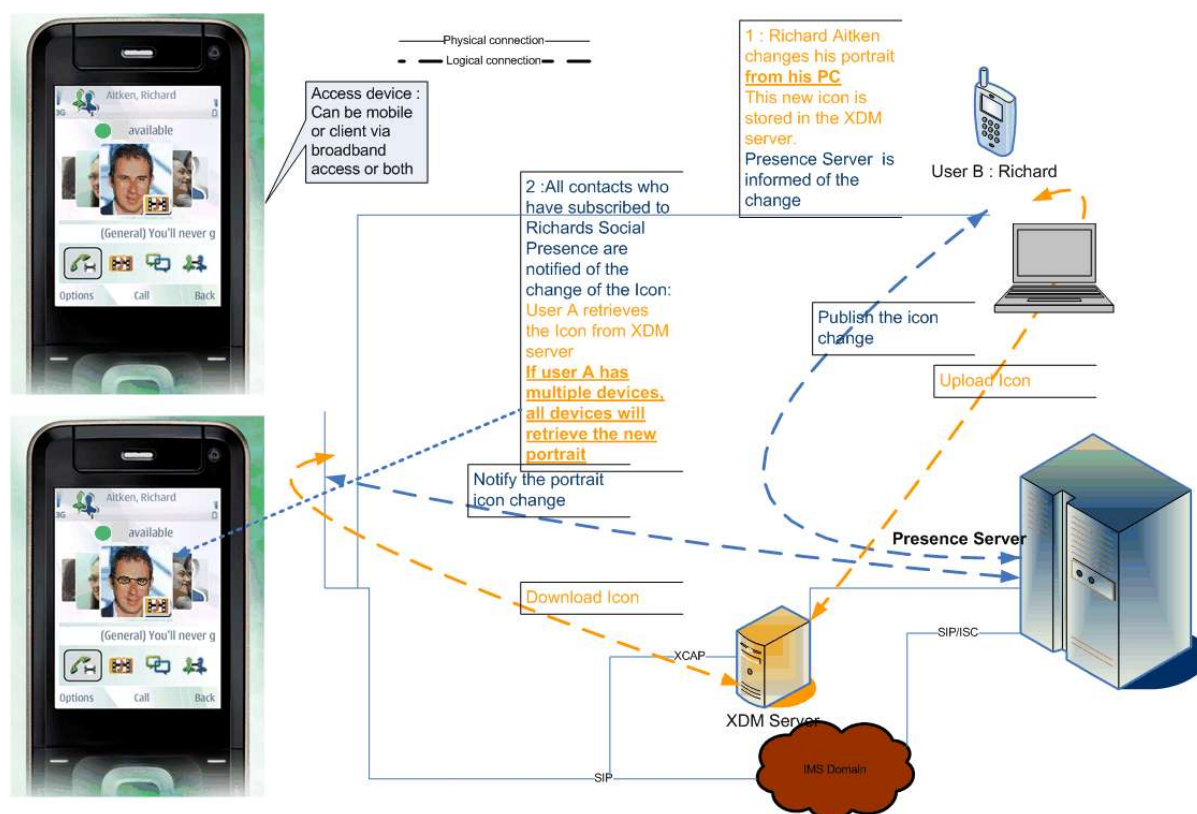 Aitken, Richard
3G
available
(General) You'll never g
Options Call Back
Physical connection
Logical connection
Access device :
Can be mobile
or client via
broadband
access or both
1 : Richard Aitken
changes his portrait
from his PC
This new icon is
stored in the XDM
server.
Presence Server is
informed of the
change
User B : Richard
2 :All contacts who
have subscribed to
Richards Social
Presence are
notified of the
change of the Icon:
User A retrieves
the Icon from XDM
server
If user A has
multiple devices,
all devices will
retrieve the new
portrait
Publish the icon
change
Upload Icon
Notify the portrait
icon change
Aitken, Richard
3G
available
(General) You'll never g
Options Call Back
Presence Server
Download Icon
SIP/ISC
XCAP
XDM Server
IMS Domain
SIP